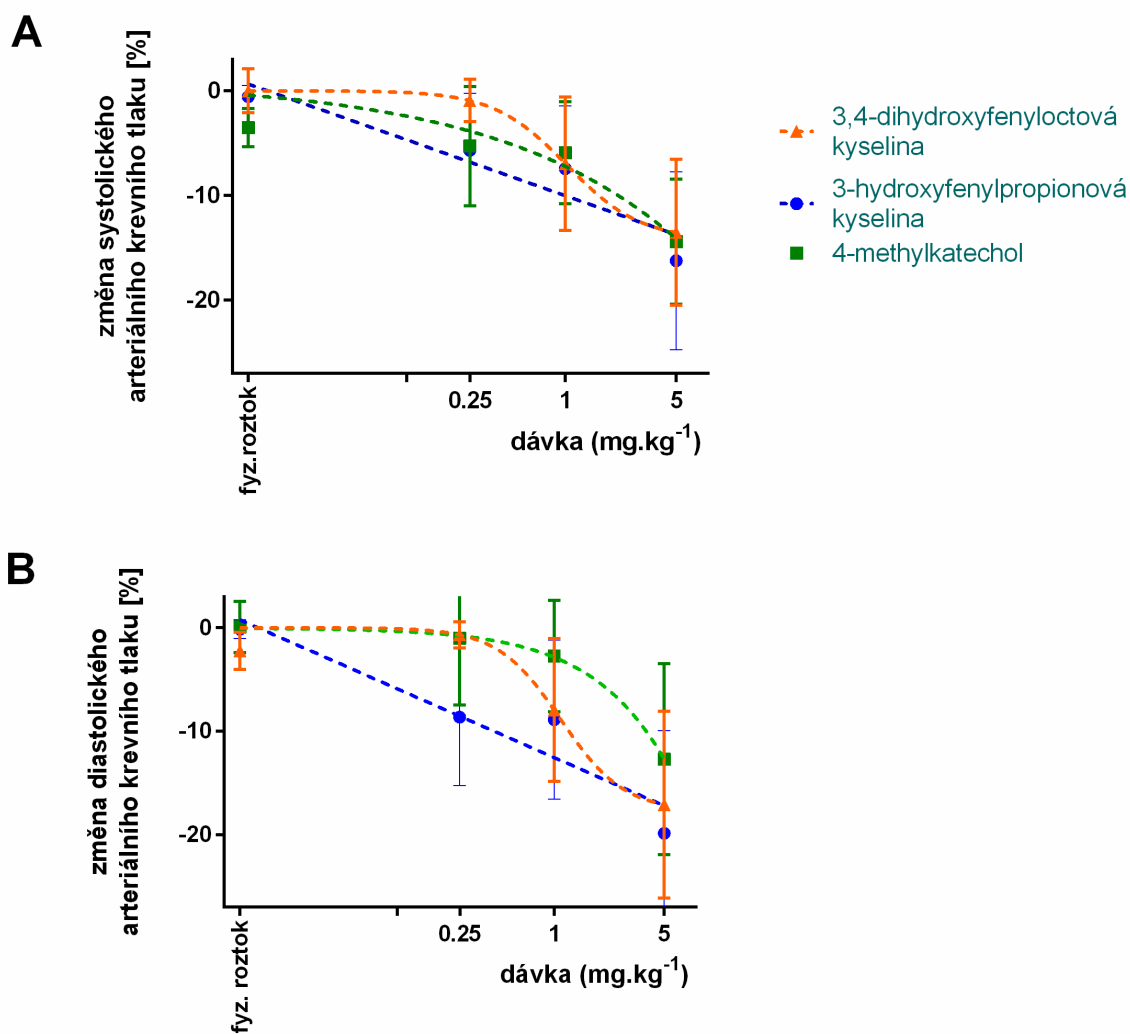 A
změna systolického
arteriálního krevního tlaku [%]
0
-10
-20
fyz.roztok
0.25
1
5
dávka (mg.kg⁻¹)
3,4-dihydroxyfenyloctová
kyselina
3-hydroxyfenylpropionová
kyselina
4-methylkatechol
B
změna diastolického
arteriálního krevního tlaku [%]
0
-10
-20
fyz. roztok
0.25
1
5
dávka (mg.kg⁻¹)